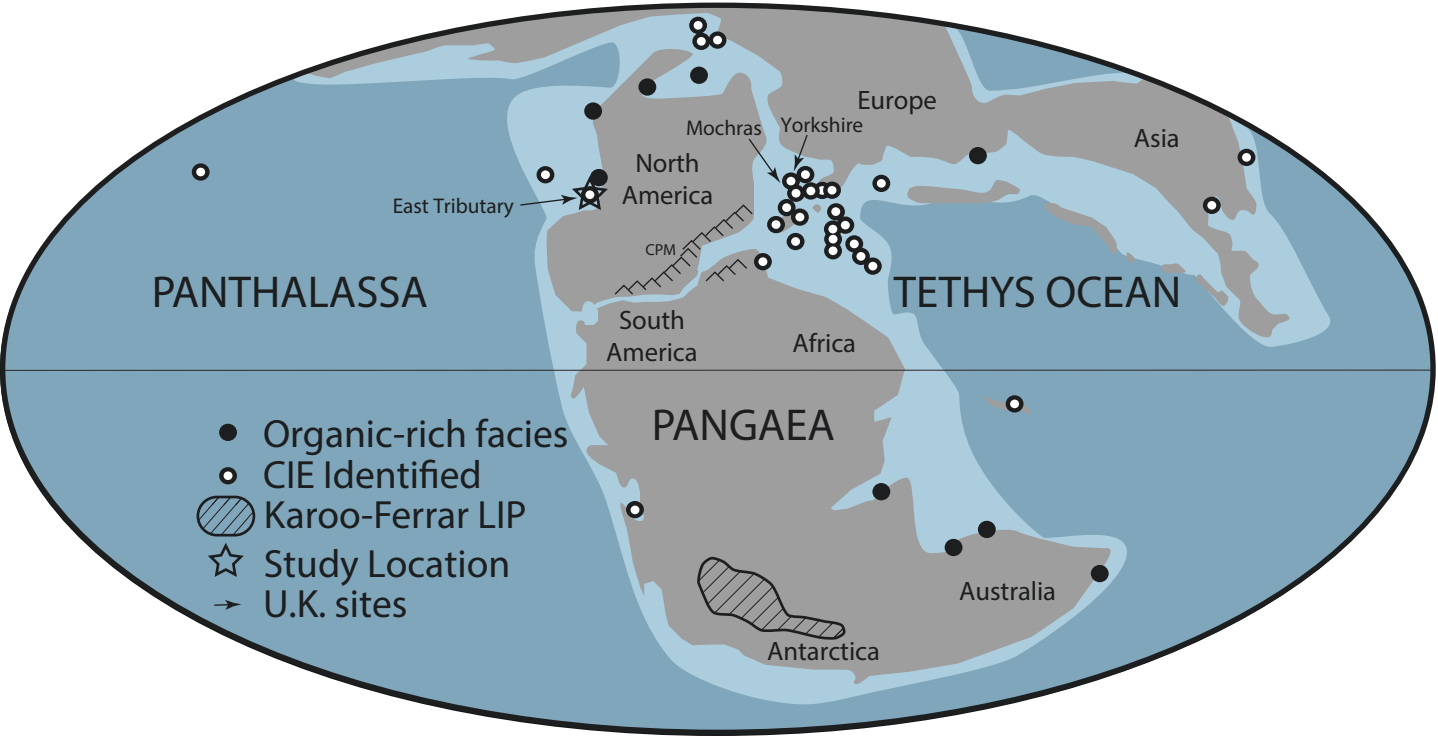 Europe
Mochras
Yorkshire
Asia
North
America
East Tributary
CPM
PANTHALASSA
TETHYS OCEAN
South
America
Africa
PANGAEA
Organic-rich facies
CIE Identified
Karoo-Ferrar LIP
Study Location
U.K. sites
Australia
Antarctica